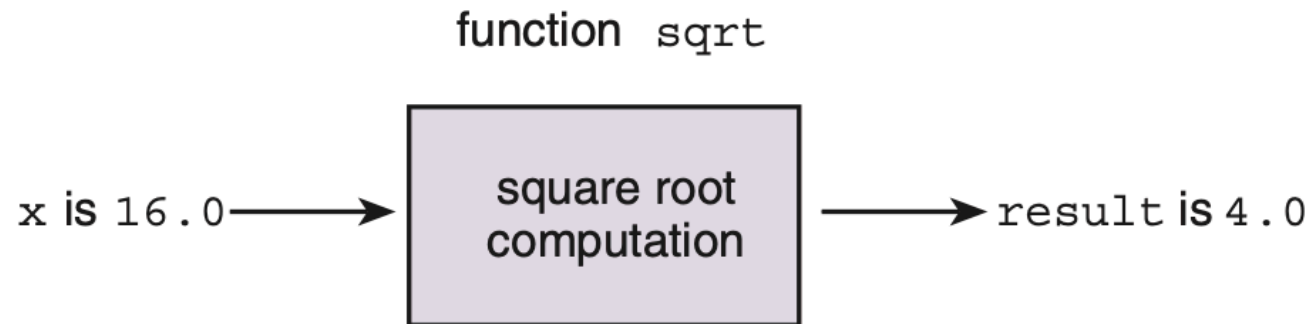 function sqrt
x is 16.0
square root
computation
result is 4.0